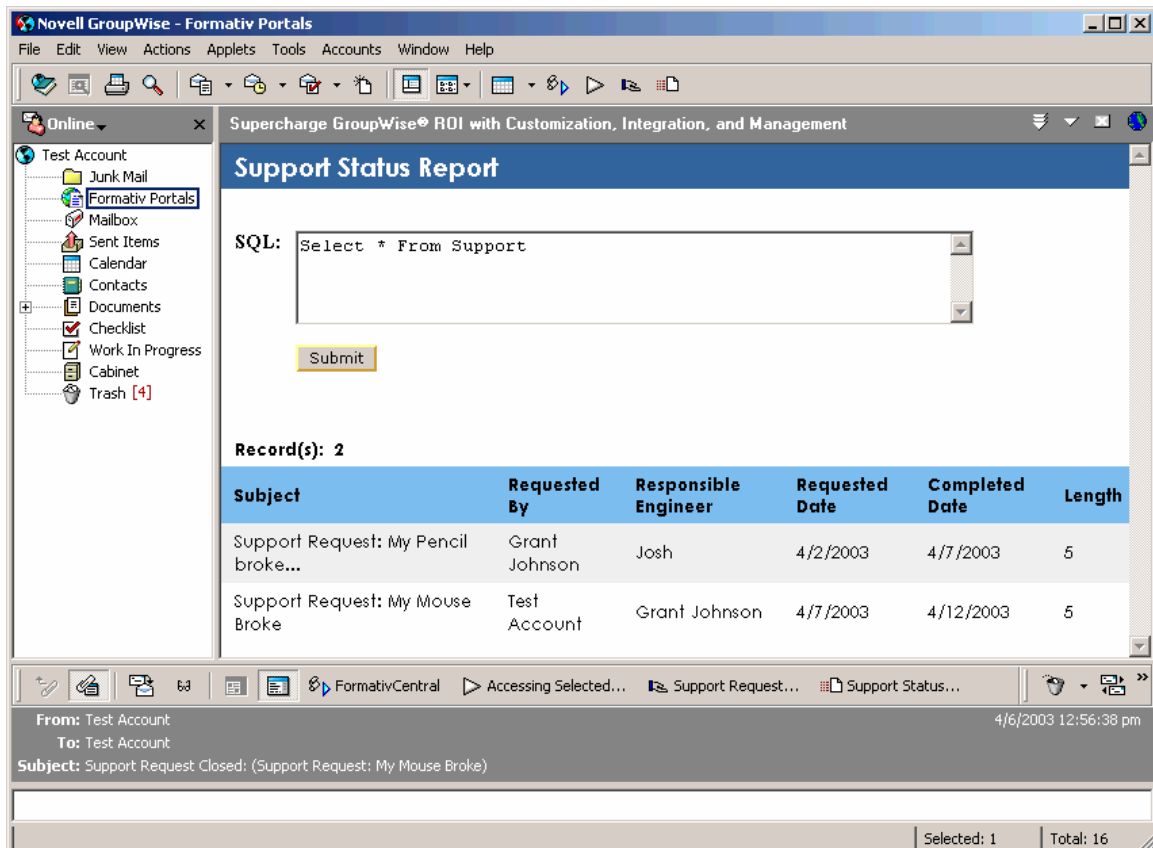 Novell GroupWise - Formativ Portals
File Edit View Actions Applets Tools Accounts Window Help
Online
Supercharge GroupWise® ROI with Customization, Integration, and Management
Test Account
Junk Mail
Formativ Portals
Mailbox
Sent Items
Calendar
Contacts
Documents
Checklist
Work In Progress
Cabinet
Trash [4]
Support Status Report
SQL:
Select * From Support
Submit
Record(s): 2
Subject Requested By Responsible Engineer Requested Date Completed Date Length
Support Request: My Pencil broke... Grant Johnson Josh 4/2/2003 4/7/2003 5
Support Request: My Mouse Broke Test Account Grant Johnson 4/7/2003 4/12/2003 5
FormativCentral Accessing Selected... Support Request... Support Status...
From: Test Account 4/6/2003 12:56:38 pm
To: Test Account
Subject: Support Request Closed: (Support Request: My Mouse Broke)
Selected: 1 Total: 16